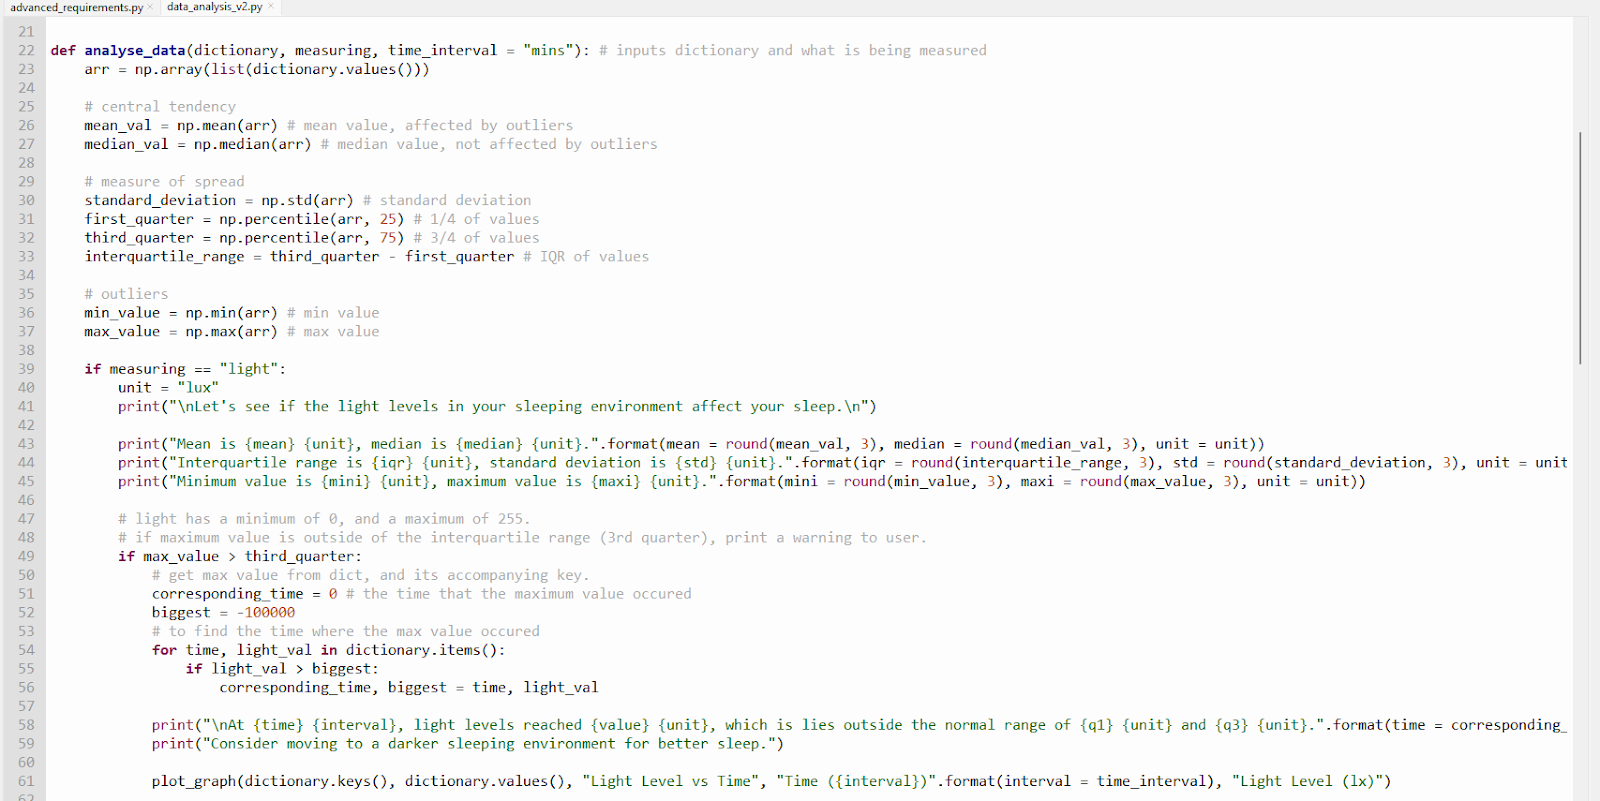 advanced_requirements.py × data_analysis_v2.py ×
21
22 def analyse_data(dictionary, measuring, time_interval = "mins"): # inputs dictionary and what is being measured
23 arr = np.array(list(dictionary.values()))
24
25 # central tendency
26 mean_val = np.mean(arr) # mean value, affected by outliers
27 median_val = np.median(arr) # median value, not affected by outliers
28
29 # measure of spread
30 standard_deviation = np.std(arr) # standard deviation
31 first_quarter = np.percentile(arr, 25) # 1/4 of values
32 third_quarter = np.percentile(arr, 75) # 3/4 of values
33 interquartile_range = third_quarter - first_quarter # IQR of values
34
35 # outliers
36 min_value = np.min(arr) # min value
37 max_value = np.max(arr) # max value
38
39 if measuring == "light":
40 unit = "lux"
41 print("\nLet's see if the light levels in your sleeping environment affect your sleep.\n")
42
43 print("Mean is {mean} {unit}, median is {median} {unit}.".format(mean = round(mean_val, 3), median = round(median_val, 3), unit = unit))
44 print("Interquartile range is {iqr} {unit}, standard deviation is {std} {unit}.".format(iqr = round(interquartile_range, 3), std = round(standard_deviation, 3), unit = unit
45 print("Minimum value is {mini} {unit}, maximum value is {maxi} {unit}.".format(mini = round(min_value, 3), maxi = round(max_value, 3), unit = unit))
46
47 # light has a minimum of 0, and a maximum of 255.
48 # if maximum value is outside of the interquartile range (3rd quarter), print a warning to user.
49 if max_value > third_quarter:
50 # get max value from dict, and its accompanying key.
51 corresponding_time = 0 # the time that the maximum value occured
52 biggest = -100000
53 # to find the time where the max value occured
54 for time, light_val in dictionary.items():
55 if light_val > biggest:
56 corresponding_time, biggest = time, light_val
57
58 print("\nAt {time} {interval}, light levels reached {value} {unit}, which is lies outside the normal range of {q1} {unit} and {q3} {unit}.".format(time = corresponding_
59 print("Consider moving to a darker sleeping environment for better sleep.")
60
61 plot_graph(dictionary.keys(), dictionary.values(), "Light Level vs Time", "Time ({interval})".format(interval = time_interval), "Light Level (lx)")
62